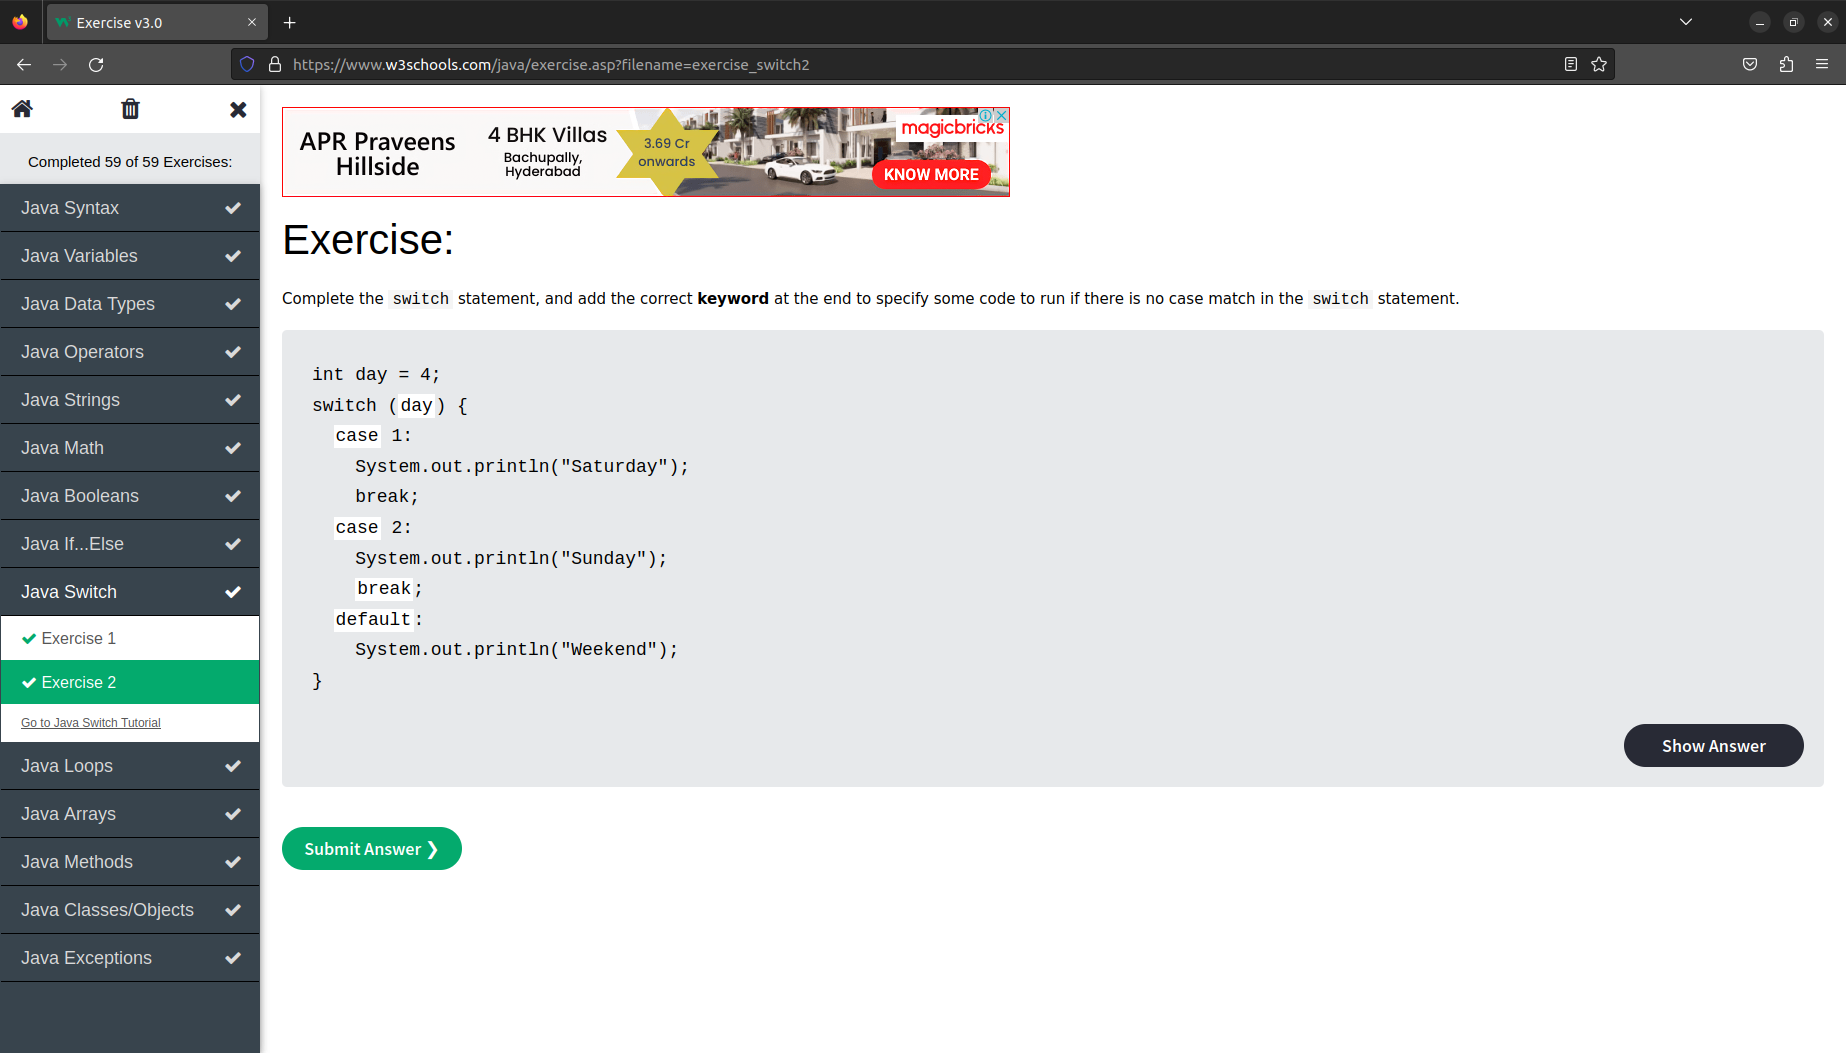 Exercise v3.0
https://www.w3schools.com/java/exercise.asp?filename=exercise_switch2
Completed 59 of 59 Exercises:
Java Syntax
Java Variables
Java Data Types
Java Operators
Java Strings
Java Math
Java Booleans
Java If...Else
Java Switch
Exercise 1
Exercise 2
Go to Java Switch Tutorial
Java Loops
Java Arrays
Java Methods
Java Classes/Objects
Java Exceptions
APR Praveens
Hillside
4 BHK Villas
Bachupally,
Hyderabad
3.69 Cr
onwards
magicbricks
KNOW MORE
Exercise:
Complete the switch statement, and add the correct keyword at the end to specify some code to run if there is no case match in the switch statement.
int day = 4;
switch (day) {
case 1:
System.out.println("Saturday");
break;
case 2:
System.out.println("Sunday");
break;
default:
System.out.println("Weekend");
}
Show Answer
Submit Answer ❯